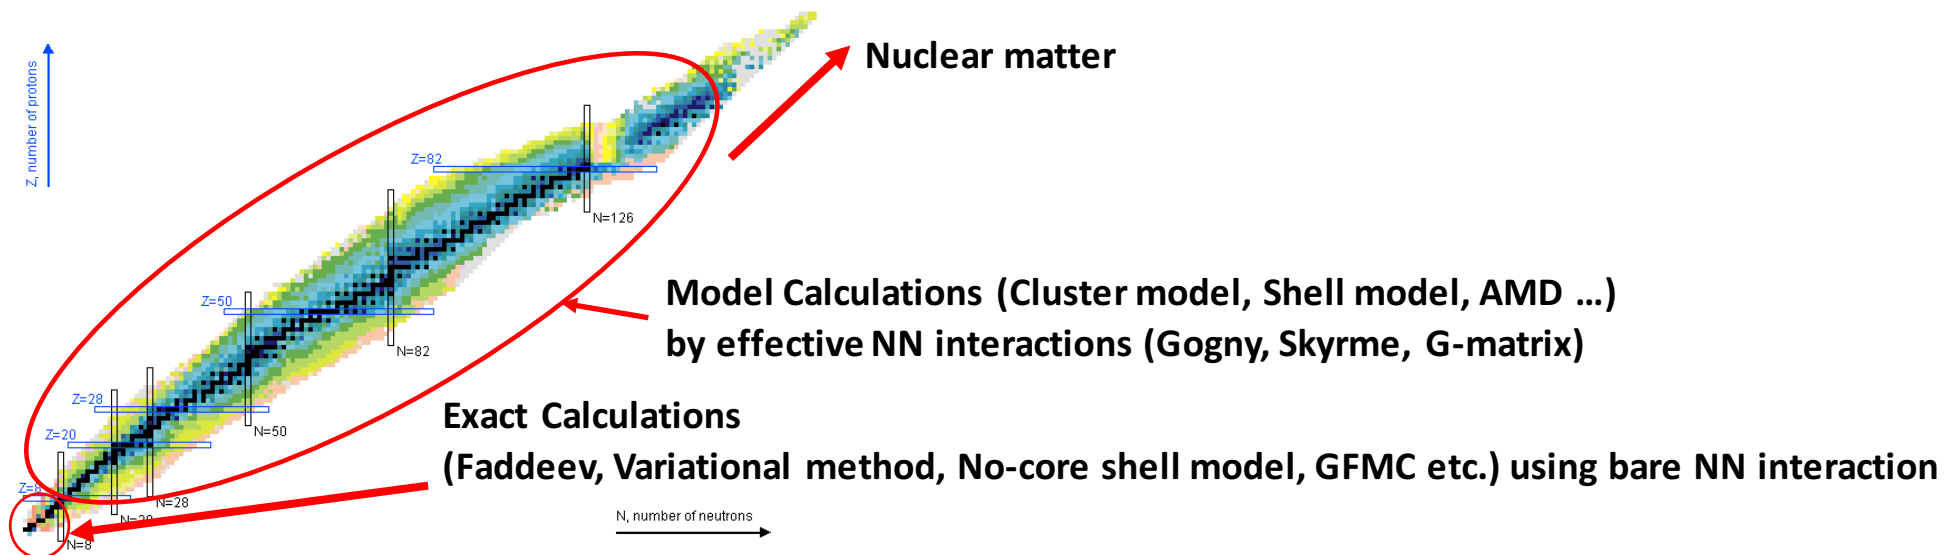 Nuclear matter
Z, number of protons
Z=82
N=126
Model Calculations (Cluster model, Shell model, AMD ...)
by effective NN interactions (Gogny, Skyrme, G-matrix)
Z=50
N=82
Z=28
N=50
Exact Calculations
(Faddeev, Variational method, No-core shell model, GFMC etc.) using bare NN interaction
Z=20
N=28
Z=8
N, number of neutrons
N=8